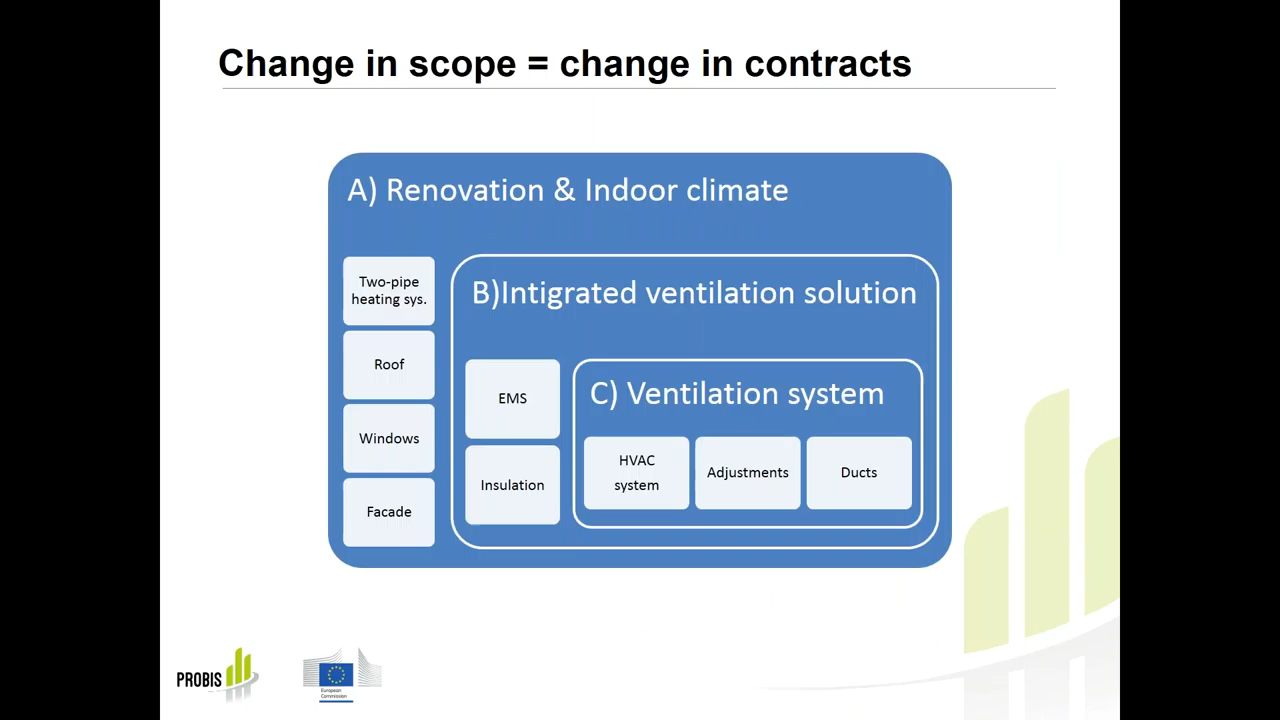 Change in scope = change in contracts
A) Renovation & Indoor climate
Two-pipe
heating sys.
Roof
Windows
Facade
B)Intigrated ventilation solution
EMS
Insulation
C) Ventilation system
HVAC
system
Adjustments
Ducts
PROBIS
European
Commission